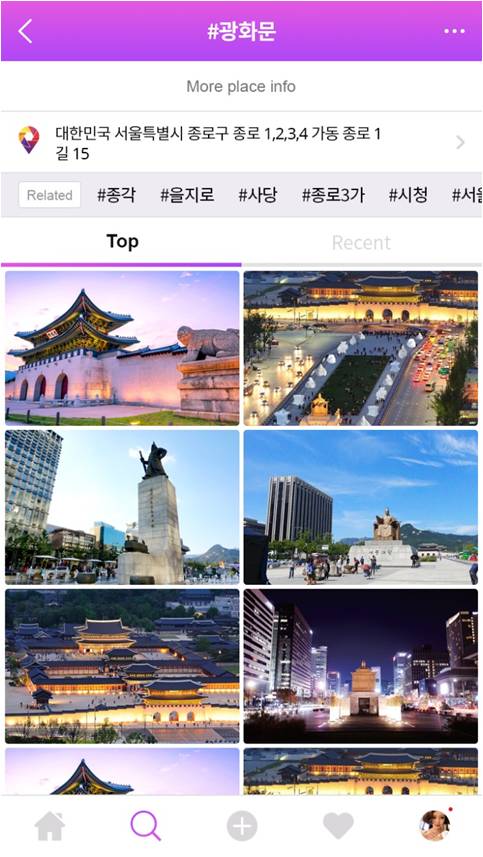 #광화문
More place info
대한민국 서울특별시 종로구 종로 1,2,3,4 가동 종로 1
길 15
Related #종각 #을지로 #사당 #종로3가 #시청 #서울
Top Recent